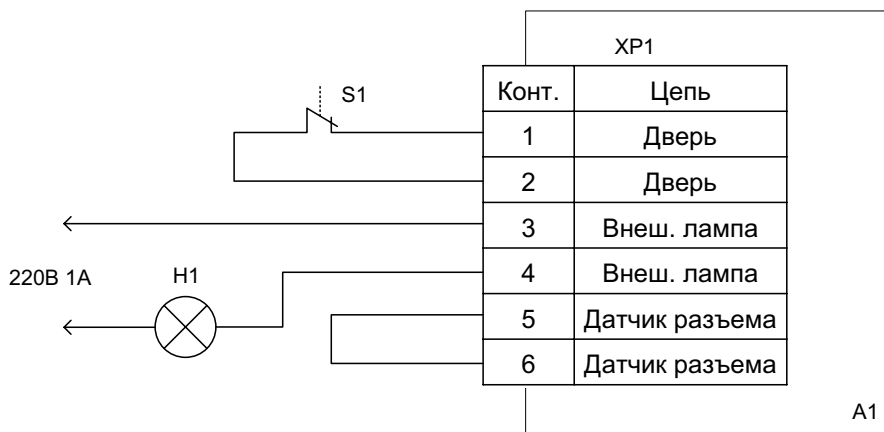 XP1
S1
Конт. Цепь
1 Дверь
2 Дверь
3 Внеш. лампа
220В 1А H1
4 Внеш. лампа
5 Датчик разъема
6 Датчик разъема
A1